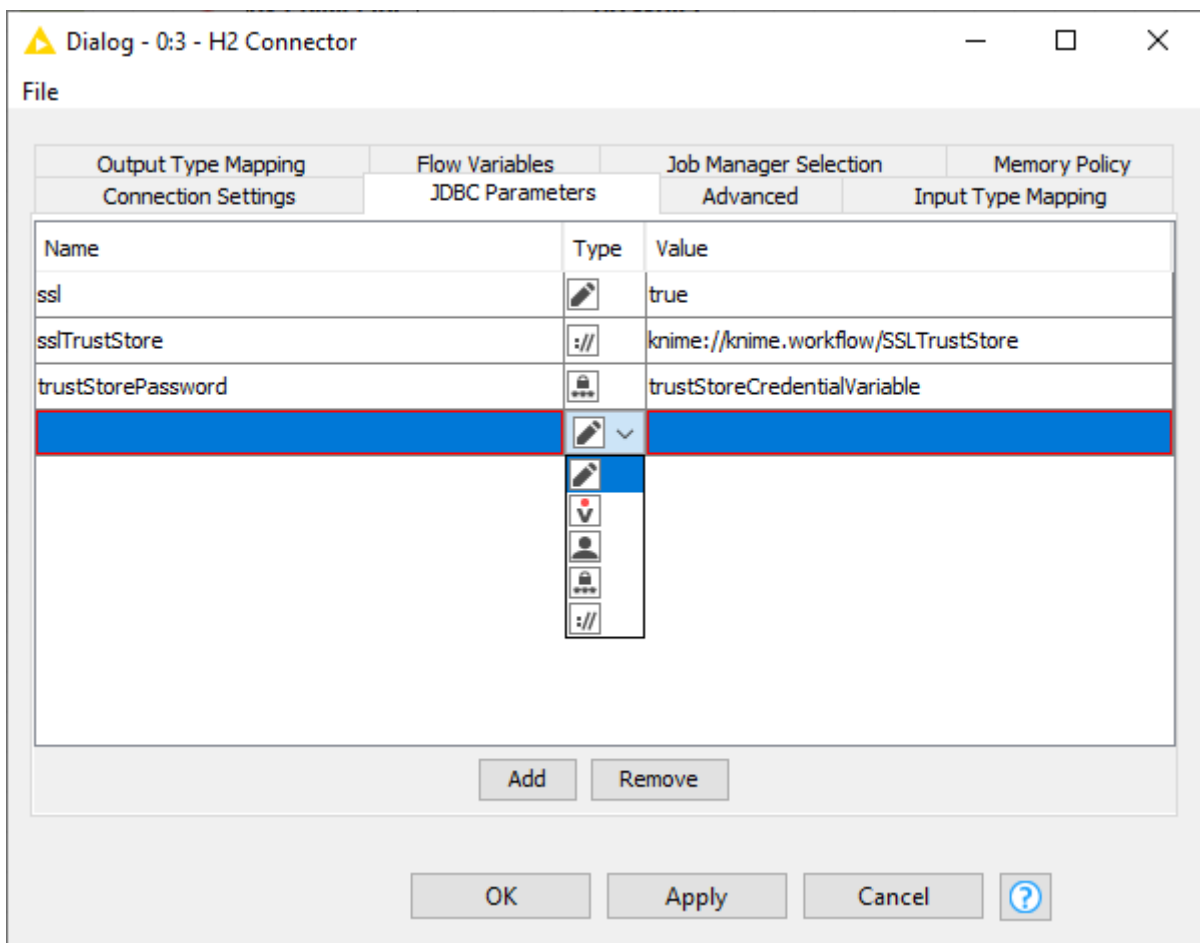 Dialog - 0:3 - H2 Connector
File
Output Type Mapping Flow Variables Job Manager Selection Memory Policy
Connection Settings JDBC Parameters Advanced Input Type Mapping
Name Type Value
ssl true
sslTrustStore :// knime://knime.workflow/SSLTrustStore
trustStorePassword trustStoreCredentialVariable
://
Add Remove
OK Apply Cancel ?